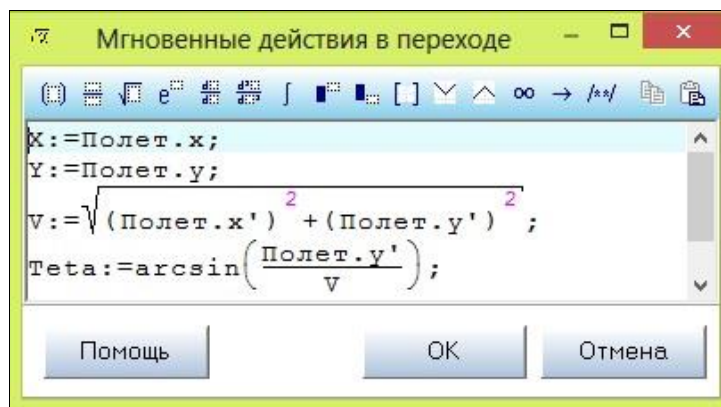 Мгновенные действия в переходе
X:=Полет.x;
Y:=Полет.y;
V:=√(Полет.x')²+(Полет.y')²;
Teta:=arcsin(Полет.y'/V);
Помощь OK Отмена